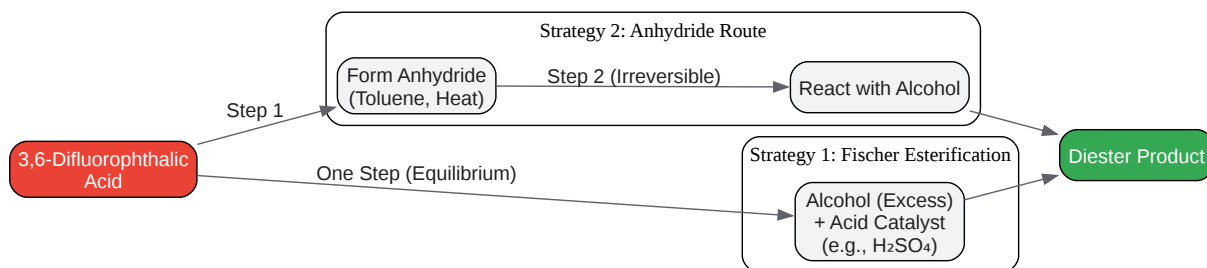 Strategy 2: Anhydride Route
Form Anhydride
(Toluene, Heat)
Step 2 (Irreversible)
React with Alcohol
Step 1
3,6-Difluorophthalic
Acid
One Step (Equilibrium)
Strategy 1: Fischer Esterification
Alcohol (Excess)
+ Acid Catalyst
(e.g., H₂SO₄)
Diester Product